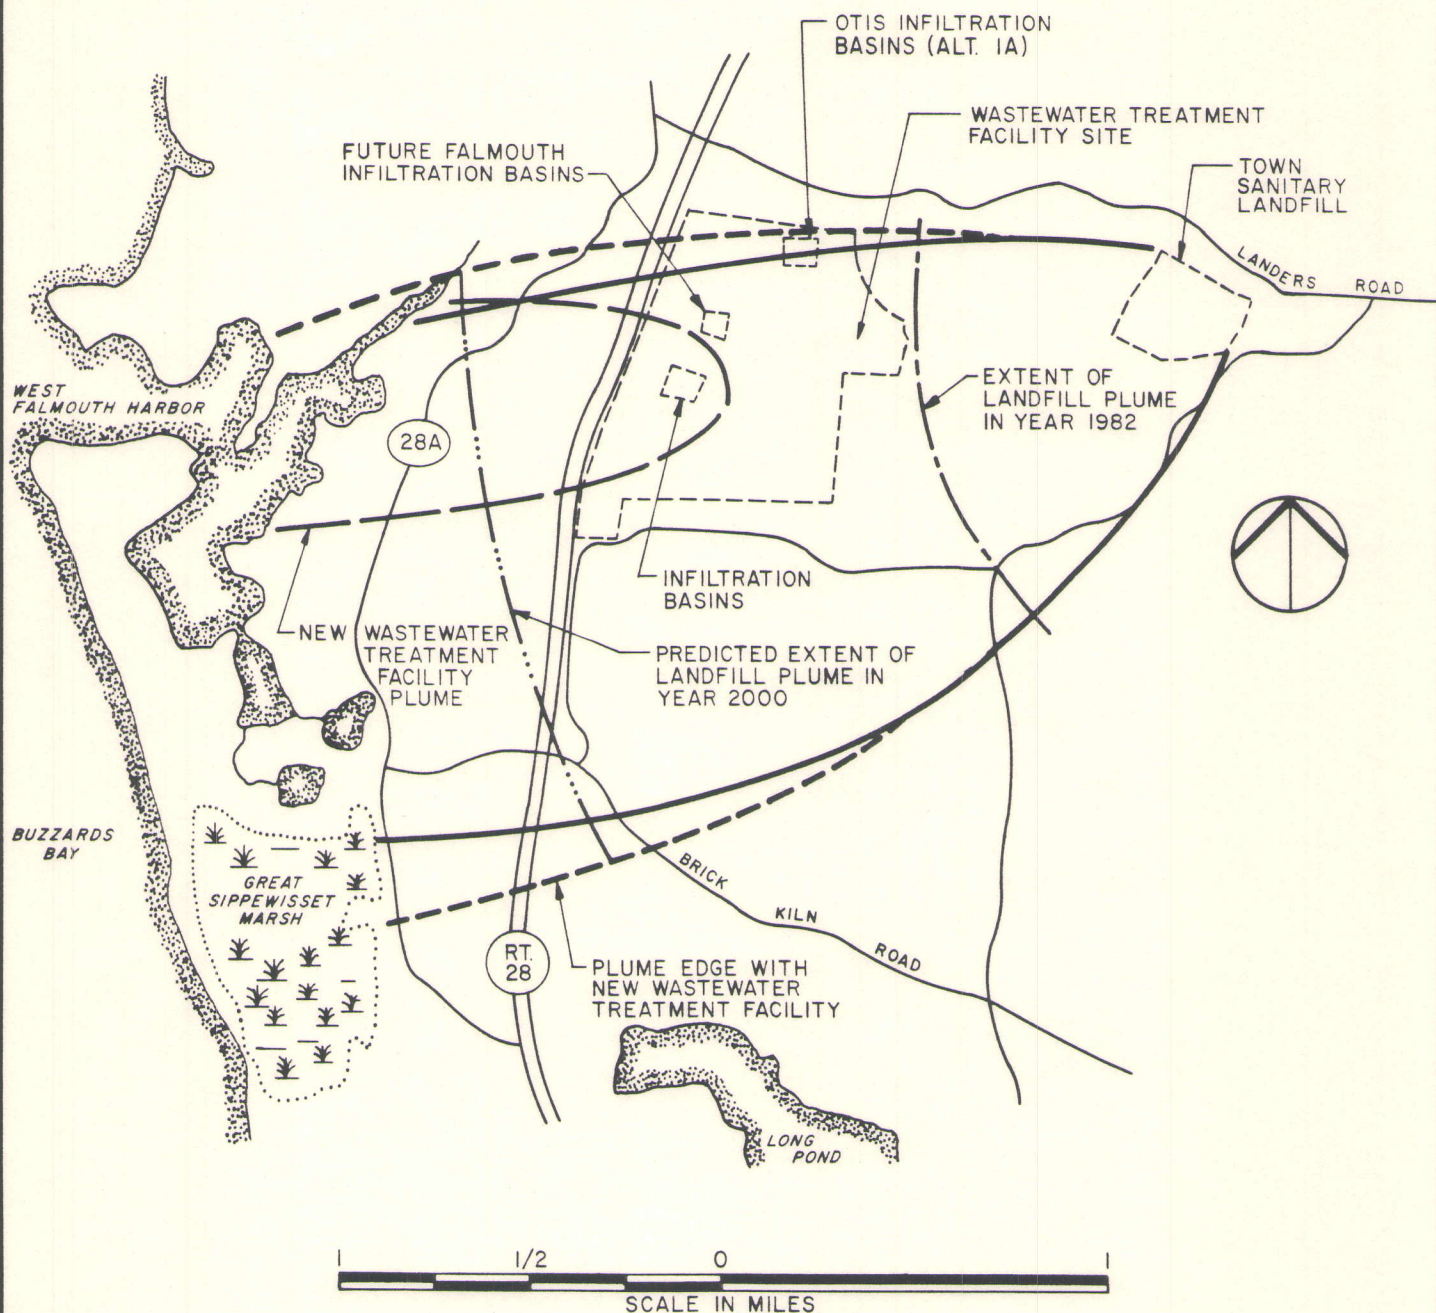 OTIS INFILTRATION
BASINS (ALT. 1A)
WASTEWATER TREATMENT
FACILITY SITE
FUTURE FALMOUTH
INFILTRATION BASINS
TOWN
SANITARY
LANDFILL
LANDERS ROAD
WEST
FALMOUTH HARBOR
28A
EXTENT OF
LANDFILL PLUME
IN YEAR 1982
INFILTRATION
BASINS
NEW WASTEWATER
TREATMENT
FACILITY
PLUME
PREDICTED EXTENT OF
LANDFILL PLUME IN
YEAR 2000
BUZZARDS
BAY
GREAT
SIPPEWISSET
MARSH
BRICK KILN ROAD
RT.
28
PLUME EDGE WITH
NEW WASTEWATER
TREATMENT FACILITY
LONG
POND
1 1/2 0 1
SCALE IN MILES